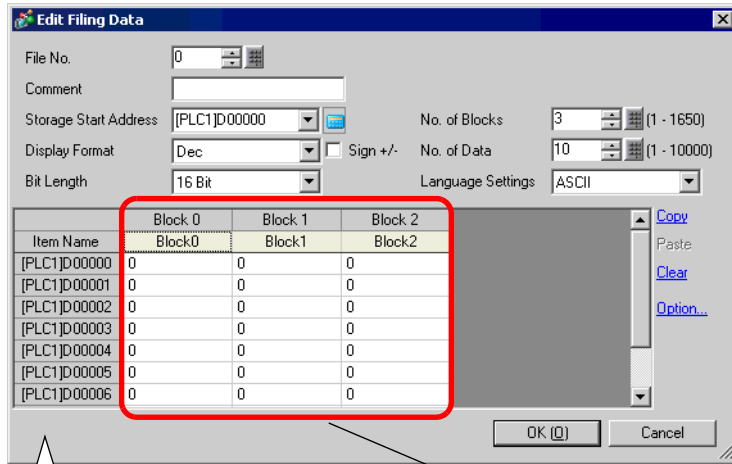 Edit Filing Data
File No. 0
Comment
Storage Start Address [PLC1]D00000 No. of Blocks 3 (1 - 1650)
Display Format Dec Sign +/- No. of Data 10 (1 - 10000)
Bit Length 16 Bit Language Settings ASCII
Block 0 Block 1 Block 2 Copy
Item Name Block0 Block1 Block2 Paste
[PLC1]D00000 0 0 0 Clear
[PLC1]D00001 0 0 0
[PLC1]D00002 0 0 0 Option...
[PLC1]D00003 0 0 0
[PLC1]D00004 0 0 0
[PLC1]D00005 0 0 0
[PLC1]D00006 0 0 0
OK (O) Cancel